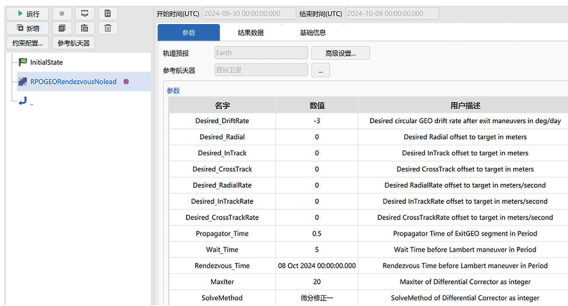 运行
新增
约束配置...
参考航天器
InitialState
RPOGEORendezvousNolead
开始时间(UTC) 2024-09-30 00:00:00.000 结束时间(UTC) 2024-10-08 00:00:00.000
参数 结果数据 基础信息
轨道预报 Earth 高级设置...
参考航天器 目标卫星 ...
参数
名字 数值 用户描述
Desired_DriftRate -3 Desired circular GEO drift rate after exit maneuvers in deg/day
Desired_Radial 0 Desired Radial offset to target in meters
Desired_InTrack 0 Desired InTrack offset to target in meters
Desired_CrossTrack 0 Desired CrossTrack offset to target in meters
Desired_RadialRate 0 Desired RadialRate offset to target in meters/second
Desired_InTrackRate 0 Desired InTrackRate offset to target in meters/second
Desired_CrossTrackRate 0 Desired CrossTrackRate offset to target in meters/second
Propagator_Time 0.5 Propagator Time of ExitGEO segment in Period
Wait_Time 5 Wait Time before Lambert maneuver in Period
Rendezvous_Time 08 Oct 2024 00:00:00.000 Rendezvous Time before Lambert maneuver in Period
MaxIter 20 MaxIter of Differential Corrector as integer
SolveMethod 微分修正一 SolveMethod of Differential Corrector as integer